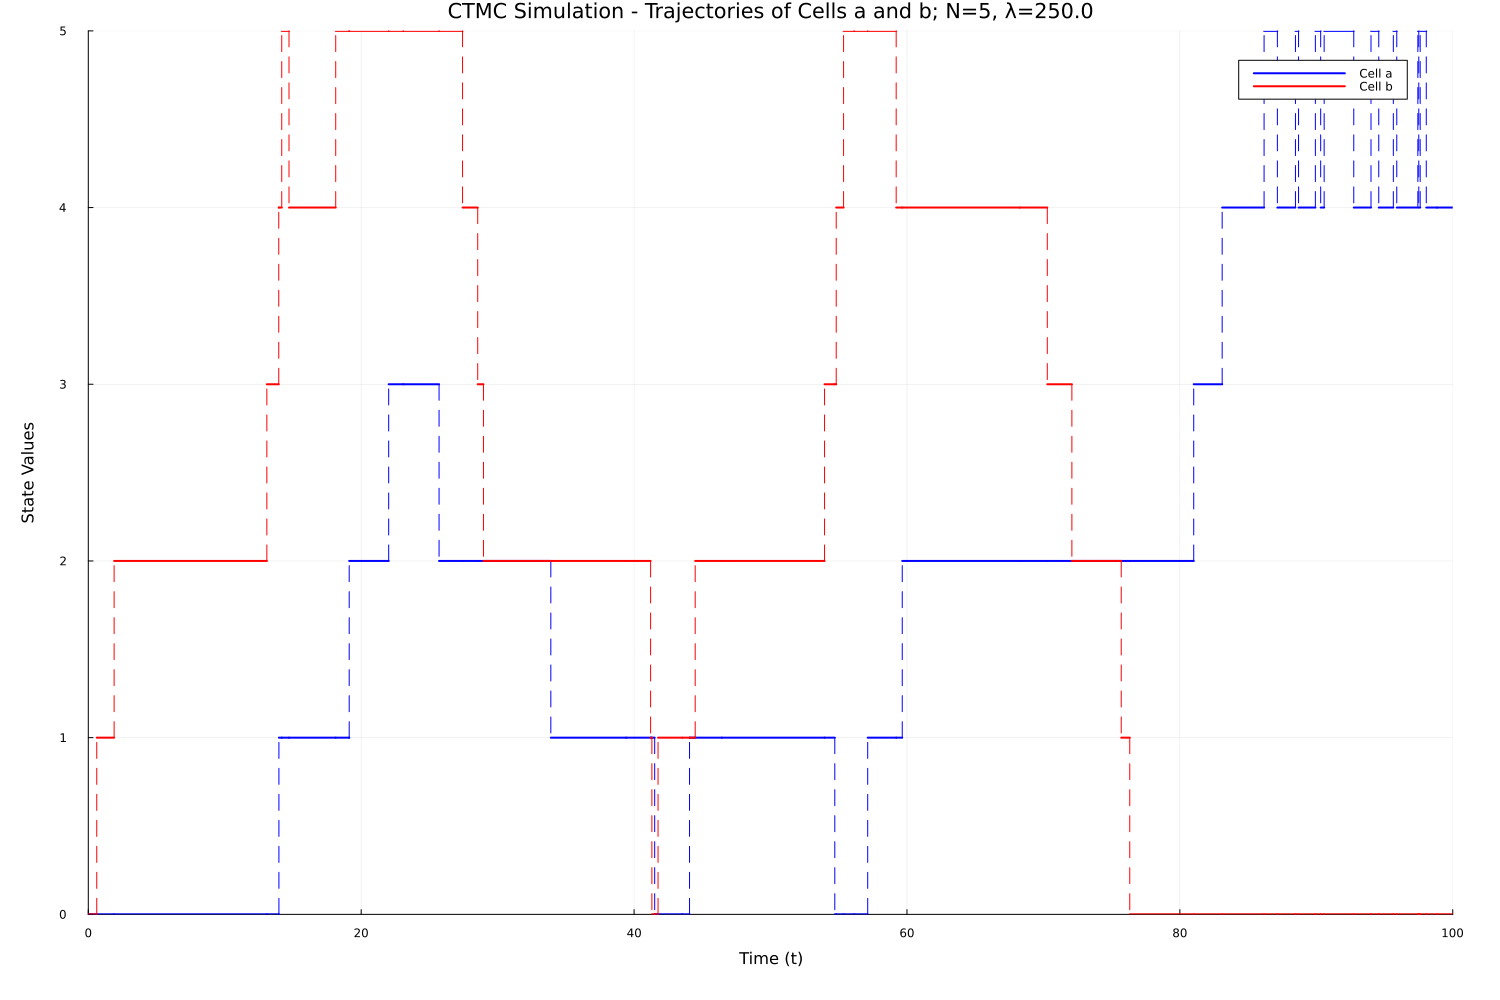 CTMC Simulation - Trajectories of Cells a and b; N=5, λ=250.0
5
Cell a
Cell b
4
3
State Values
2
1
0
0 20 40 60 80 100
Time (t)